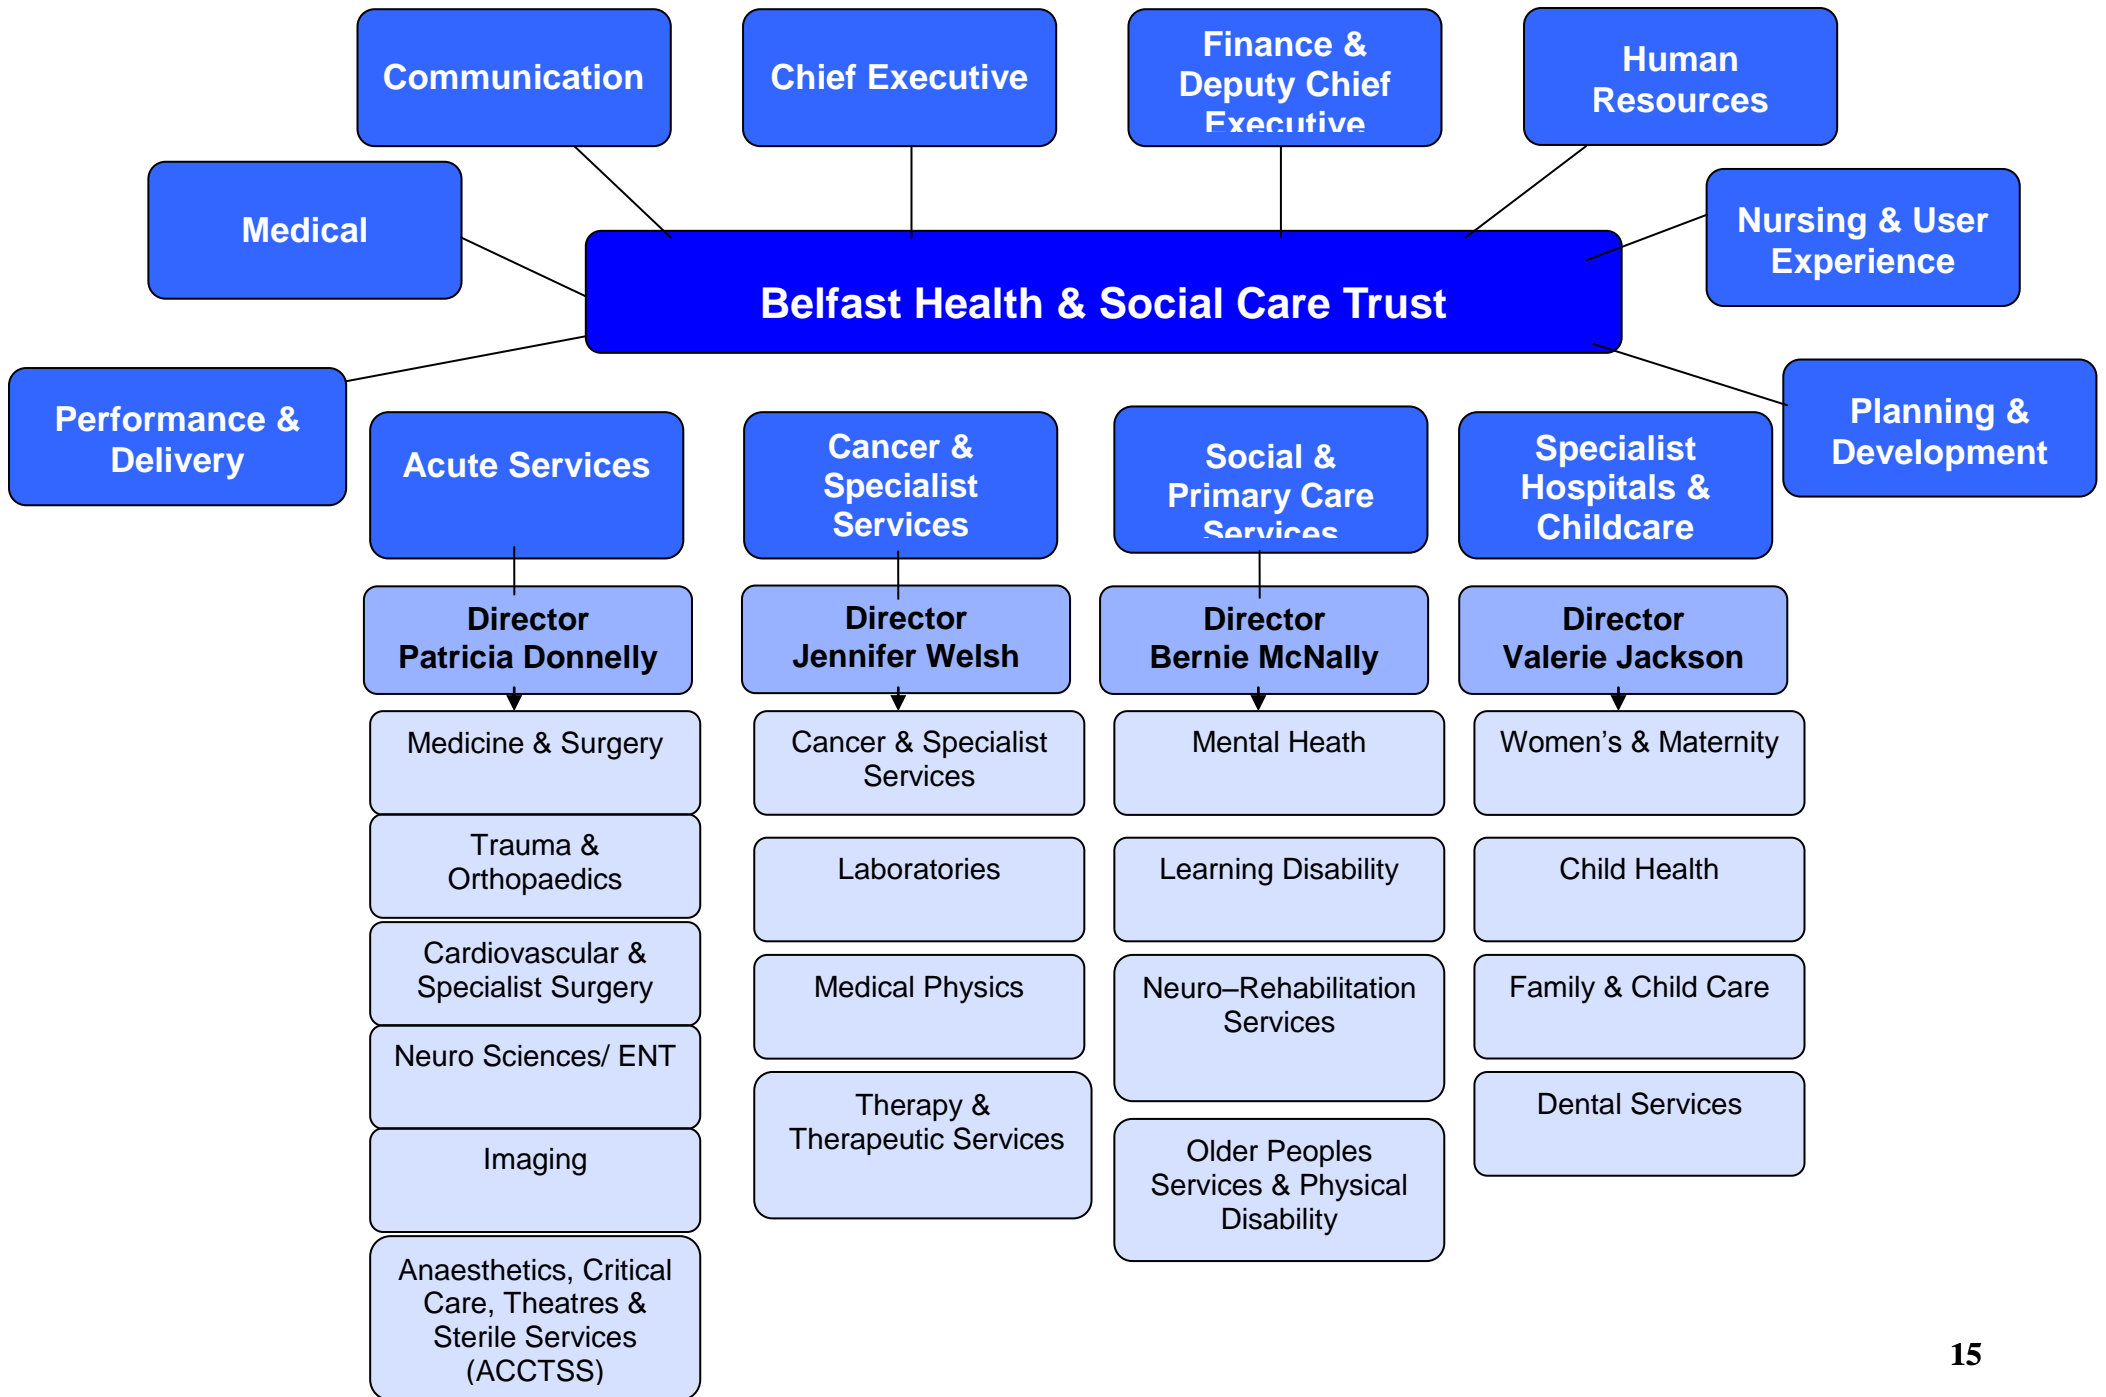 Communication
Chief Executive
Finance &
Deputy Chief
Executive
Human
Resources
Medical
Nursing & User
Experience
Belfast Health & Social Care Trust
Performance &
Delivery
Planning &
Development
Acute Services
Cancer &
Specialist
Services
Social &
Primary Care
Services
Specialist
Hospitals &
Childcare
Director
Patricia Donnelly
Director
Jennifer Welsh
Director
Bernie McNally
Director
Valerie Jackson
Medicine & Surgery
Trauma &
Orthopaedics
Cardiovascular &
Specialist Surgery
Neuro Sciences/ ENT
Imaging
Anaesthetics, Critical
Care, Theatres &
Sterile Services
(ACCTSS)
Cancer & Specialist
Services
Laboratories
Medical Physics
Therapy &
Therapeutic Services
Mental Heath
Learning Disability
Neuro–Rehabilitation
Services
Older Peoples
Services & Physical
Disability
Women’s & Maternity
Child Health
Family & Child Care
Dental Services
15